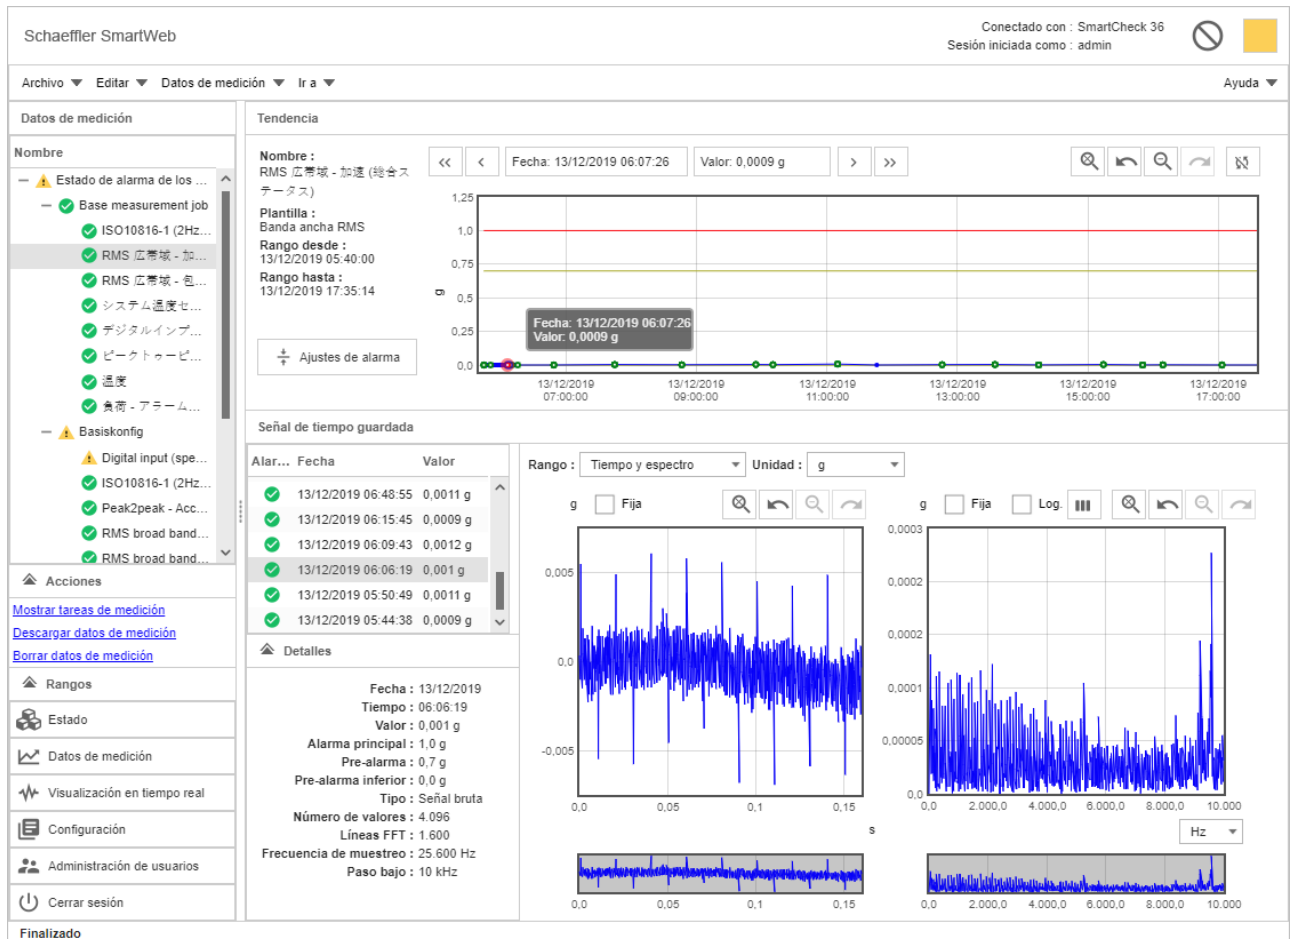 Schaeffler SmartWeb
Conectado con : SmartCheck 36
Sesión iniciada como : admin
Archivo Editar Datos de medición Ir a Ayuda
Datos de medición
Nombre
Estado de alarma de los ...
Base measurement job
ISO10816-1 (2Hz...
RMS 広帯域 - 加...
RMS 広帯域 - 包...
システム温度セ...
デジタルインプ...
ピークトゥーピ...
温度
負荷 - アラーム...
Basiskonfig
Digital input (spe...
ISO10816-1 (2Hz...
Peak2peak - Acc...
RMS broad band...
RMS broad band...
Acciones
Mostrar tareas de medición
Descargar datos de medición
Borrar datos de medición
Rangos
Estado
Datos de medición
Visualización en tiempo real
Configuración
Administración de usuarios
Cerrar sesión
Finalizado
Tendencia
Nombre :
RMS 広帯域 - 加速 (総合ス
テータス)
Plantilla :
Banda ancha RMS
Rango desde :
13/12/2019 05:40:00
Rango hasta :
13/12/2019 17:35:14
Ajustes de alarma
<< < Fecha: 13/12/2019 06:07:26 Valor: 0,0009 g > >>
1,25
1,0
0,75
0,5
0,25
0,0
g
Fecha: 13/12/2019 06:07:26
Valor: 0,0009 g
13/12/2019 13/12/2019 13/12/2019 13/12/2019 13/12/2019 13/12/2019
07:00:00 09:00:00 11:00:00 13:00:00 15:00:00 17:00:00
Señal de tiempo guardada
Alar... Fecha Valor
13/12/2019 06:48:55 0,0011 g
13/12/2019 06:15:45 0,0009 g
13/12/2019 06:09:43 0,0012 g
13/12/2019 06:06:19 0,001 g
13/12/2019 05:50:49 0,0011 g
13/12/2019 05:44:38 0,0009 g
Detalles
Fecha : 13/12/2019
Tiempo : 06:06:19
Valor : 0,001 g
Alarma principal : 1,0 g
Pre-alarma : 0,7 g
Pre-alarma inferior : 0,0 g
Tipo : Señal bruta
Número de valores : 4.096
Líneas FFT : 1.600
Frecuencia de muestreo : 25.600 Hz
Paso bajo : 10 kHz
Rango : Tiempo y espectro Unidad : g
g Fija
0,005
0,0
-0,005
0,0 0,05 0,1 0,15
s
0,0 0,05 0,1 0,15
g Fija Log.
0,0003
0,0002
0,0002
0,0001
0,00005
0,0
0,0 2.000,0 4.000,0 6.000,0 8.000,0 10.000
Hz
0,0 2.000,0 4.000,0 6.000,0 8.000,0 10.000